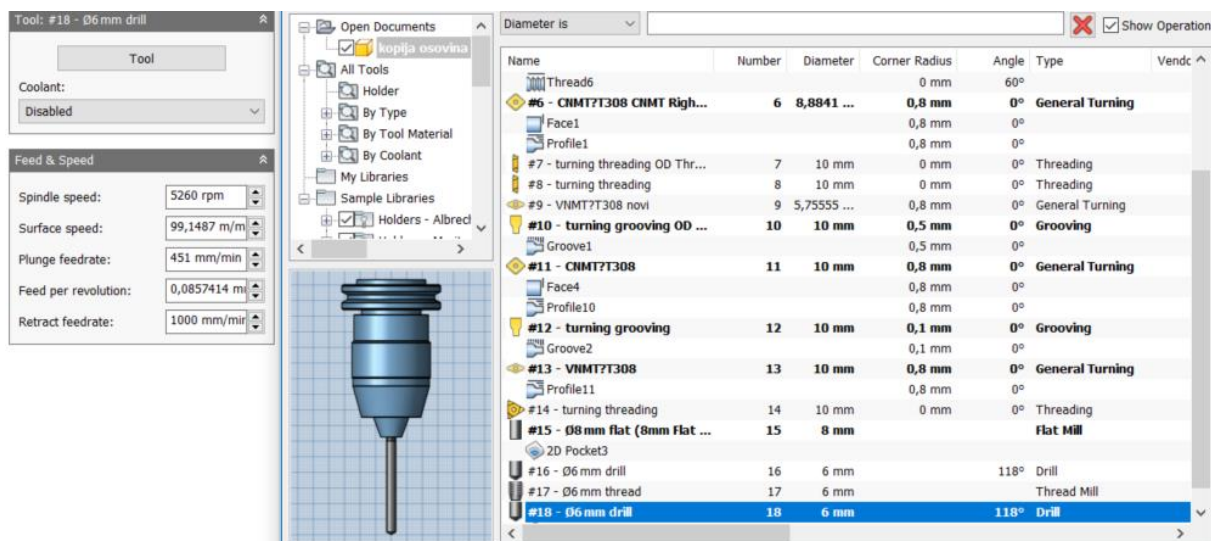 Tool: #18 - Ø6 mm drill
Tool
Coolant:
Disabled
Feed & Speed
Spindle speed: 5260 rpm
Surface speed: 99,1487 m/m
Plunge feedrate: 451 mm/min
Feed per revolution: 0,0857414 m
Retract feedrate: 1000 mm/mir
Open Documents
kopija osovina
All Tools
Holder
By Type
By Tool Material
By Coolant
My Libraries
Sample Libraries
Holders - Albrecl
Diameter is
Show Operation
Name Number Diameter Corner Radius Angle Type Vendc
Thread6 0 mm 60°
#6 - CNMT?T308 CNMT Righ... 6 8,8841 ... 0,8 mm 0° General Turning
Face1 0,8 mm 0°
Profile1 0,8 mm 0°
#7 - turning threading OD Thr... 7 10 mm 0 mm 0° Threading
#8 - turning threading 8 10 mm 0 mm 0° Threading
#9 - VNMT?T308 novi 9 5,75555 ... 0,8 mm 0° General Turning
#10 - turning grooving OD ... 10 10 mm 0,5 mm 0° Grooving
Groove1 0,5 mm 0°
#11 - CNMT?T308 11 10 mm 0,8 mm 0° General Turning
Face4 0,8 mm 0°
Profile10 0,8 mm 0°
#12 - turning grooving 12 10 mm 0,1 mm 0° Grooving
Groove2 0,1 mm 0°
#13 - VNMT?T308 13 10 mm 0,8 mm 0° General Turning
Profile11 0,8 mm 0°
#14 - turning threading 14 10 mm 0 mm 0° Threading
#15 - Ø8 mm flat (8mm Flat ... 15 8 mm Flat Mill
2D Pocket3
#16 - Ø6 mm drill 16 6 mm 118° Drill
#17 - Ø6 mm thread 17 6 mm Thread Mill
#18 - Ø6 mm drill 18 6 mm 118° Drill